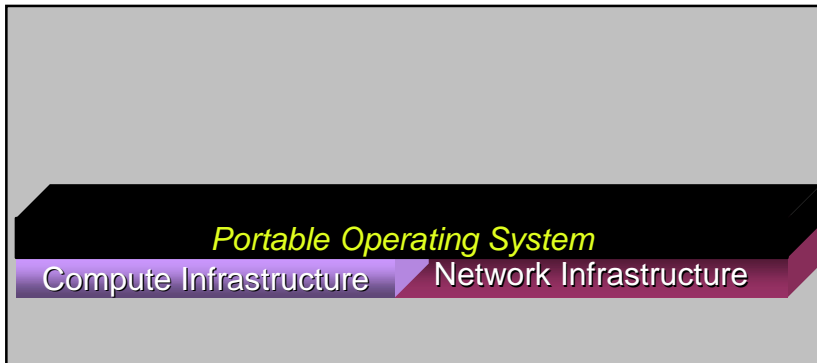 Portable Operating System
Compute Infrastructure Network Infrastructure